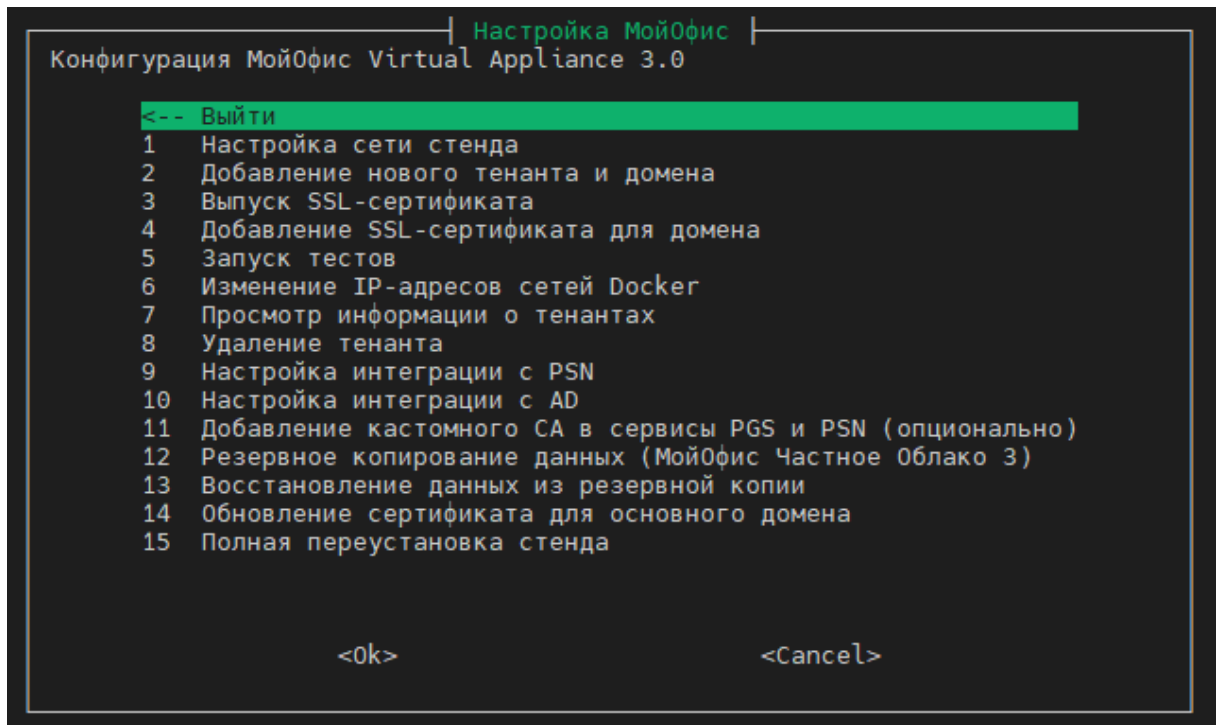 Настройка МойОфис
Конфигурация МойОфис Virtual Appliance 3.0
<-- Выйти
1 Настройка сети стенда
2 Добавление нового тенанта и домена
3 Выпуск SSL-сертификата
4 Добавление SSL-сертификата для домена
5 Запуск тестов
6 Изменение IP-адресов сетей Docker
7 Просмотр информации о тенантах
8 Удаление тенанта
9 Настройка интеграции с PSN
10 Настройка интеграции с AD
11 Добавление кастомного CA в сервисы PGS и PSN (опционально)
12 Резервное копирование данных (МойОфис Частное Облако 3)
13 Восстановление данных из резервной копии
14 Обновление сертификата для основного домена
15 Полная переустановка стенда
<Ok> <Cancel>